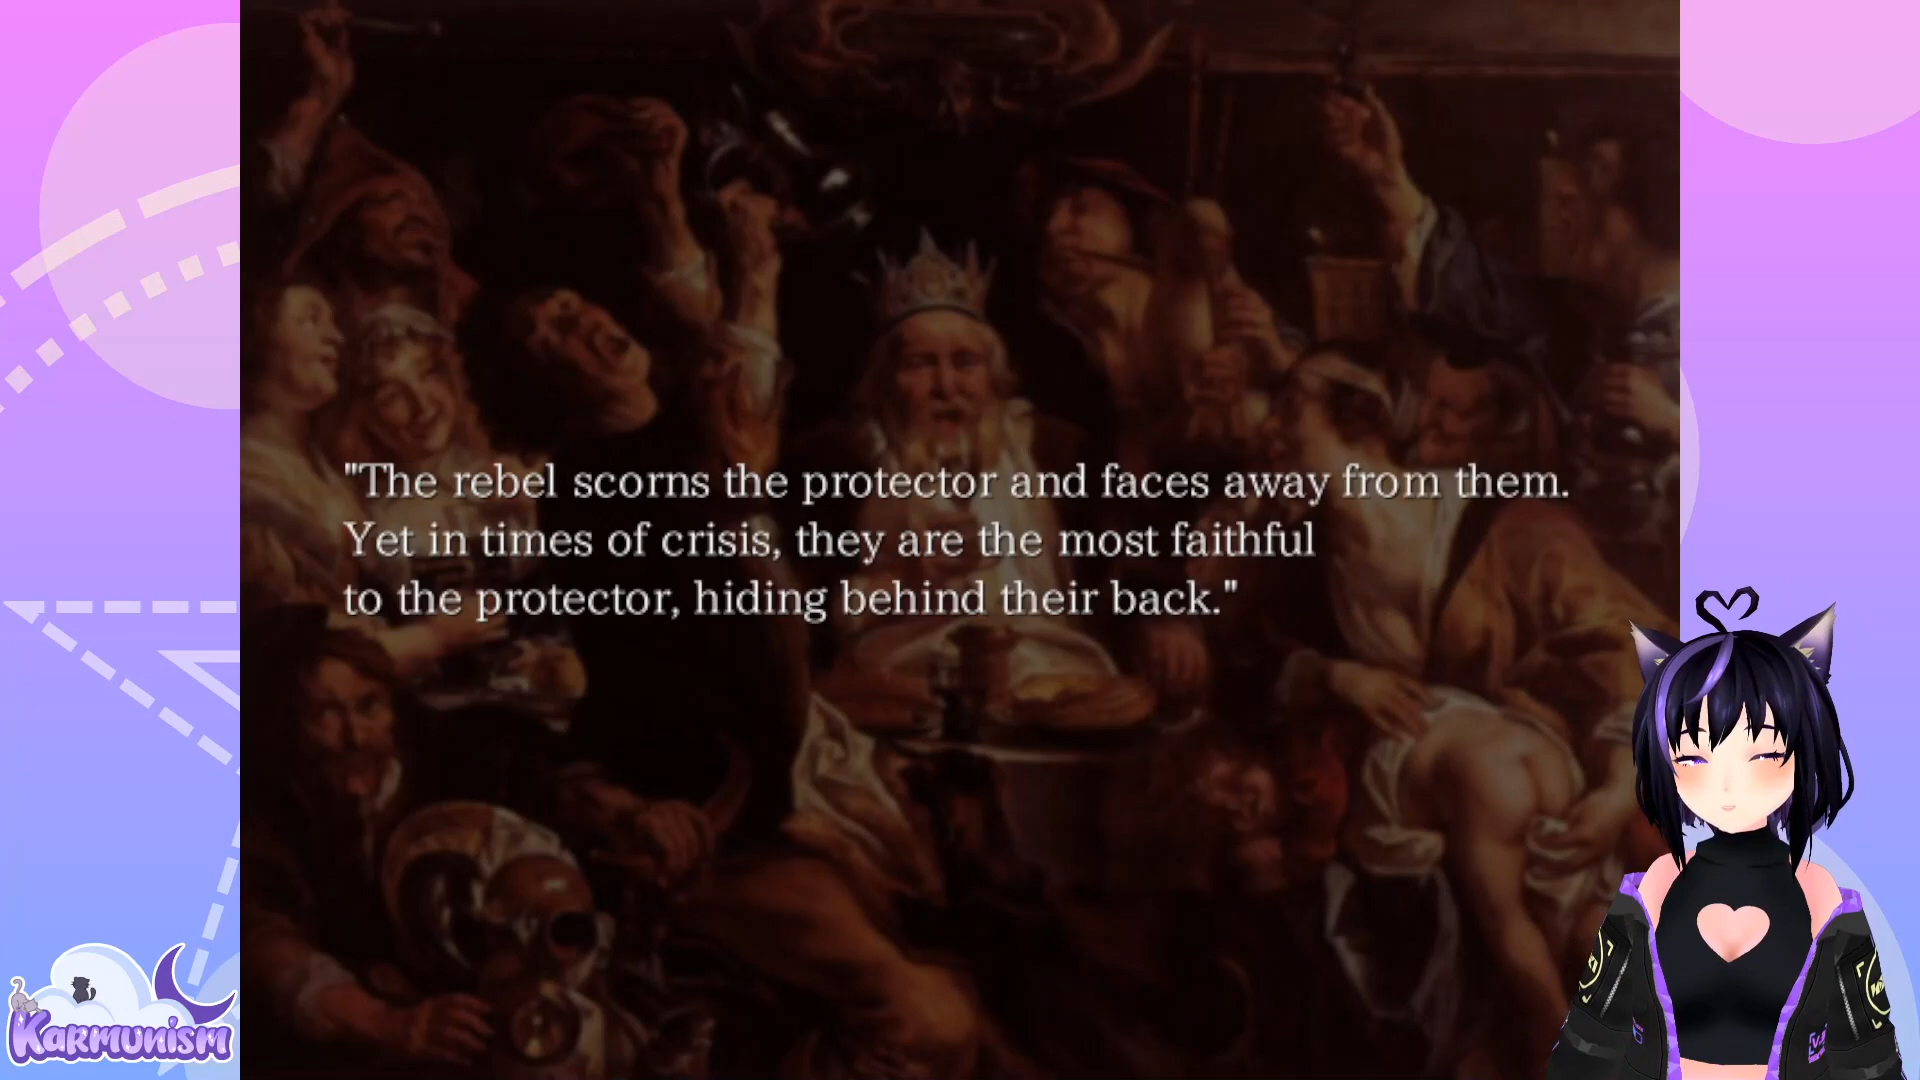 "The rebel scorns the protector and faces away from them.
Yet in times of crisis, they are the most faithful
to the protector, hiding behind their back."
Karmunism